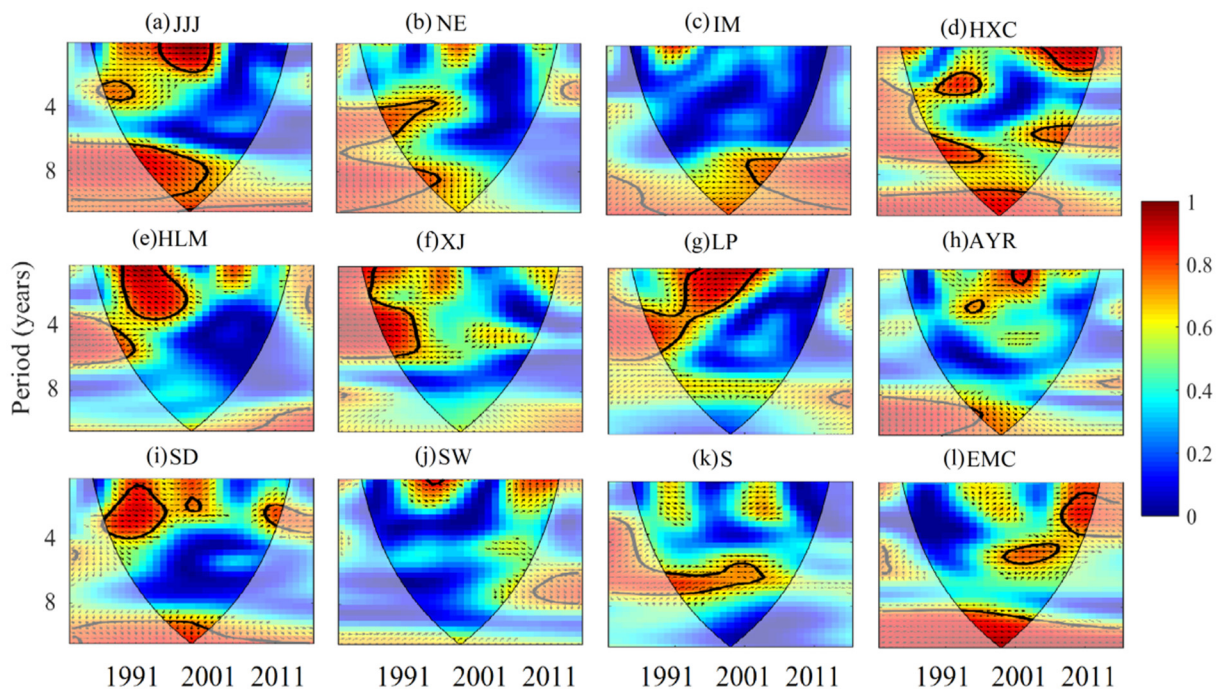 (a) JJJ (b) NE (c) IM (d) HXC
4
8
(e)HLM (f) XJ (g) LP (h) AYR
Period (years)
4
8
1
0.8
0.6
0.4
0.2
0
(i) SD (j) SW (k) S (l) EMC
4
8
1991 2001 2011 1991 2001 2011 1991 2001 2011 1991 2001 2011